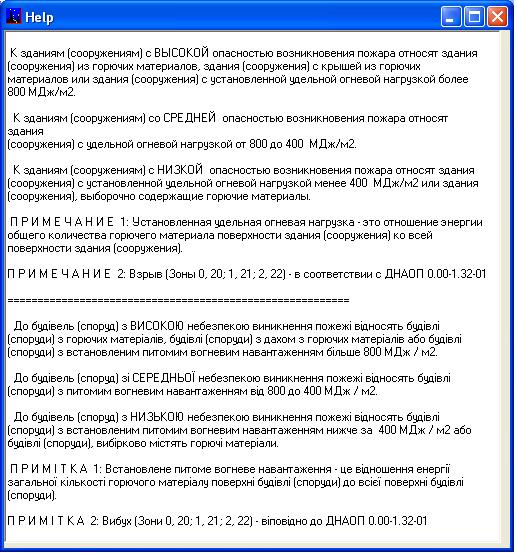 Help
К зданиям (сооружениям) с ВЫСОКОЙ опасностью возникновения пожара относят здания
(сооружения) из горючих материалов, здания (сооружения) с крышей из горючих
материалов или здания (сооружения) с установленной удельной огневой нагрузкой более
800 МДж/м2.
К зданиям (сооружениям) со СРЕДНЕЙ опасностью возникновения пожара относят
здания
(сооружения) с удельной огневой нагрузкой от 800 до 400 МДж/м2.
К зданиям (сооружениям) с НИЗКОЙ опасностью возникновения пожара относят здания
(сооружения) с установленной удельной огневой нагрузкой менее 400 МДж/м2 или здания
(сооружения), выборочно содержащие горючие материалы.
П Р И М Е Ч А Н И Е 1: Установленная удельная огневая нагрузка - это отношение энергии
общего количества горючего материала поверхности здания (сооружения) ко всей
поверхности здания (сооружения).
П Р И М Е Ч А Н И Е 2: Взрыв (Зоны 0, 20; 1, 21; 2, 22) - в соответствии с ДНАОП 0.00-1.32-01
=========================================================
До будівель (споруд) з ВИСОКОЮ небезпекою виникнення пожежі відносять будівлі
(споруди) з горючих матеріалів, будівлі (споруди) з дахом з горючих матеріалів або будівлі
(споруди) з встановленим питомим вогневим навантаженням більше 800 МДж / м2.
До будівель (споруд) зі СЕРЕДНЬОЇ небезпекою виникнення пожежі відносять будівлі
(споруди) з питомим вогневим навантаженням від 800 до 400 МДж / м2.
До будівель (споруд) з НИЗЬКОЮ небезпекою виникнення пожежі відносять будівлі
(споруди) з встановленим питомим вогневим навантаженням нижче за 400 МДж / м2 або
будівлі (споруди), вибірково містять горючі матеріали.
П Р И М І Т К А 1: Встановлене питоме вогневе навантаження - це відношення енергії
загальної кількості горючого матеріалу поверхні будівлі (споруди) до всієї поверхні будівлі
(споруди).
П Р И М І Т К А 2: Вибух (Зони 0, 20; 1, 21; 2, 22) - віповідно до ДНАОП 0.00-1.32-01